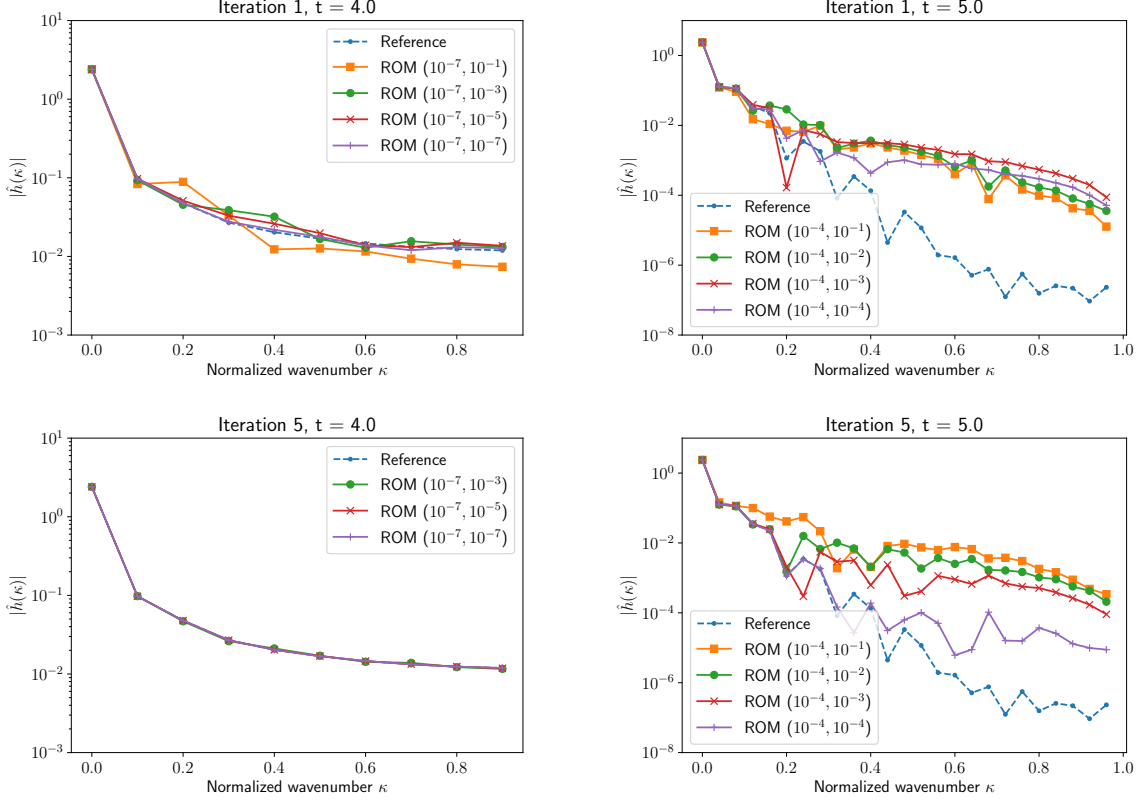 Iteration 1, t = 4.0
10^1
10^0
10^{-1}
10^{-2}
10^{-3}
|ĥ(κ)|
0.0 0.2 0.4 0.6 0.8
Normalized wavenumber κ
Reference
ROM (10^{-7}, 10^{-1})
ROM (10^{-7}, 10^{-3})
ROM (10^{-7}, 10^{-5})
ROM (10^{-7}, 10^{-7})
Iteration 1, t = 5.0
10^0
10^{-2}
10^{-4}
10^{-6}
10^{-8}
|ĥ(κ)|
0.0 0.2 0.4 0.6 0.8 1.0
Normalized wavenumber κ
Reference
ROM (10^{-4}, 10^{-1})
ROM (10^{-4}, 10^{-2})
ROM (10^{-4}, 10^{-3})
ROM (10^{-4}, 10^{-4})
Iteration 5, t = 4.0
10^1
10^0
10^{-1}
10^{-2}
10^{-3}
|ĥ(κ)|
0.0 0.2 0.4 0.6 0.8
Normalized wavenumber κ
Reference
ROM (10^{-7}, 10^{-3})
ROM (10^{-7}, 10^{-5})
ROM (10^{-7}, 10^{-7})
Iteration 5, t = 5.0
10^0
10^{-2}
10^{-4}
10^{-6}
10^{-8}
|ĥ(κ)|
0.0 0.2 0.4 0.6 0.8 1.0
Normalized wavenumber κ
Reference
ROM (10^{-4}, 10^{-1})
ROM (10^{-4}, 10^{-2})
ROM (10^{-4}, 10^{-3})
ROM (10^{-4}, 10^{-4})